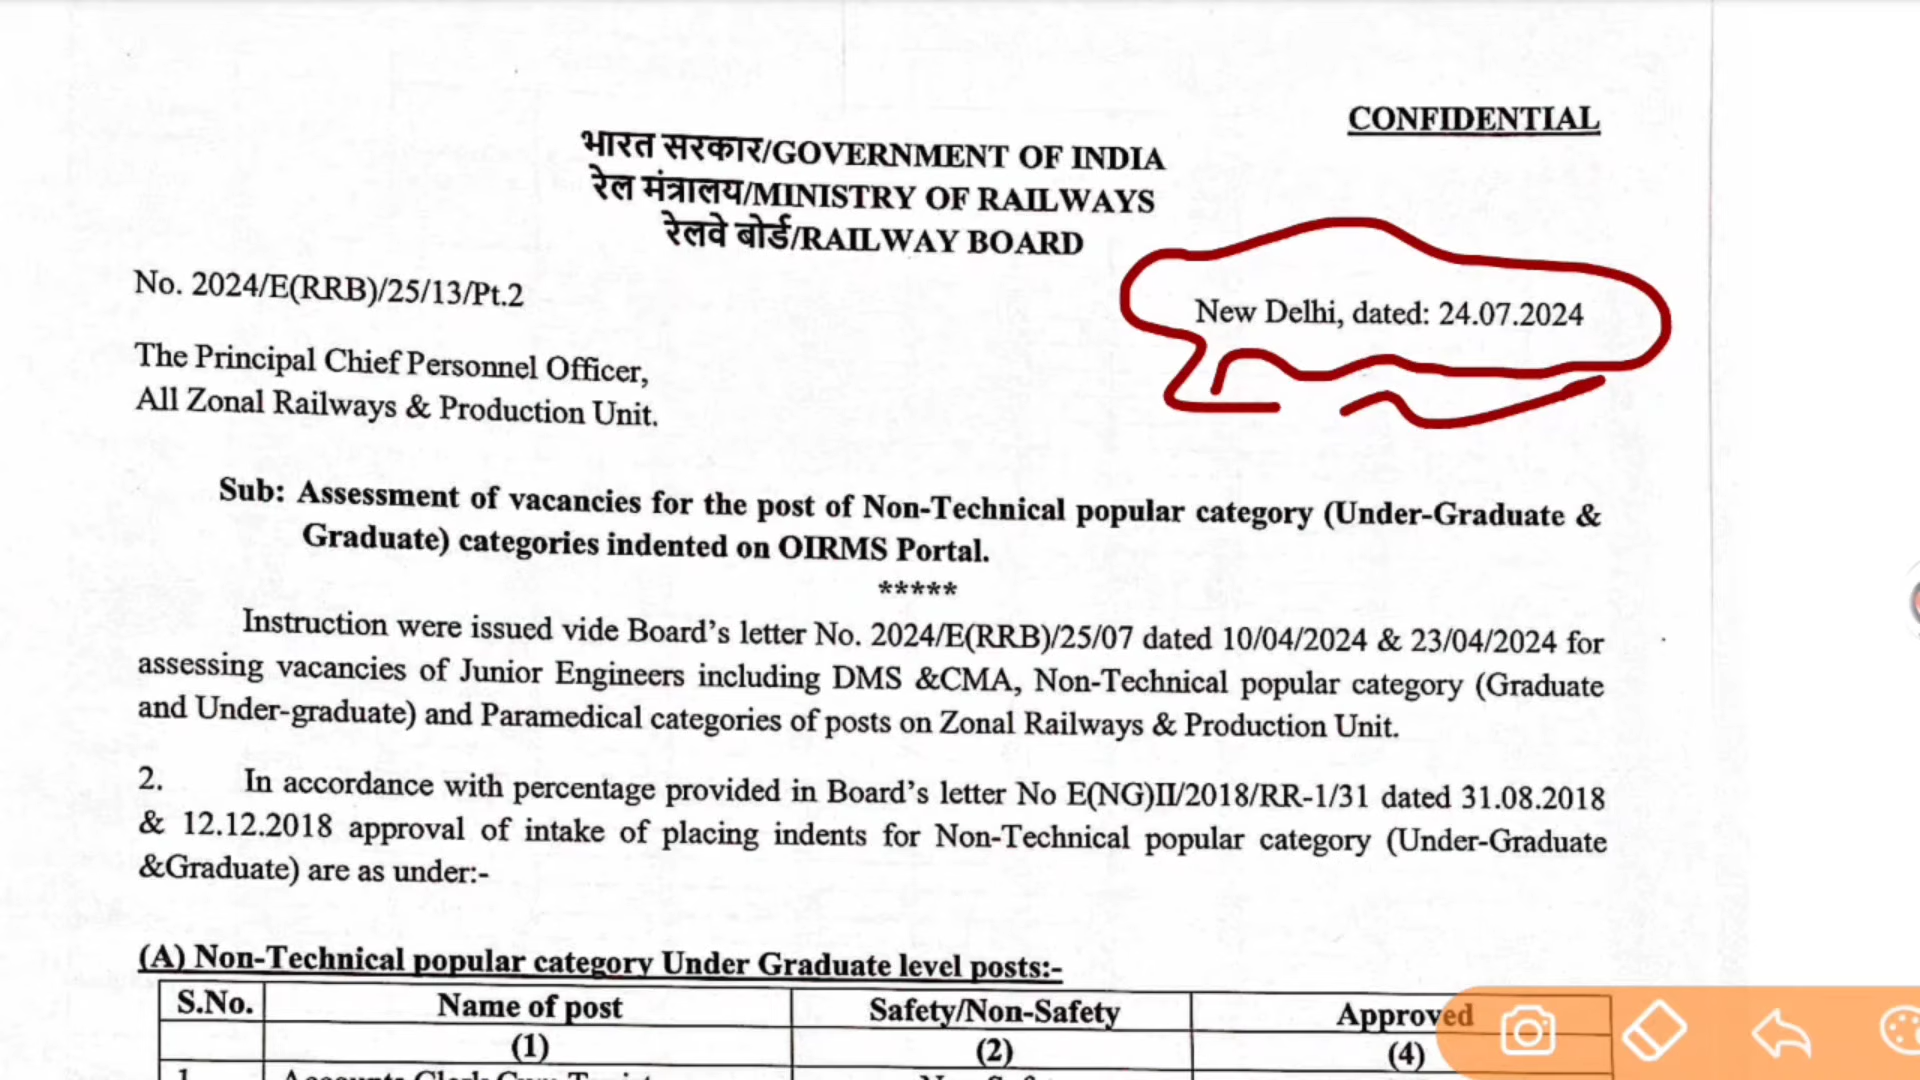 CONFIDENTIAL
भारत सरकार/GOVERNMENT OF INDIA
रेल मंत्रालय/MINISTRY OF RAILWAYS
रेलवे बोर्ड/RAILWAY BOARD
No. 2024/E(RRB)/25/13/Pt.2
New Delhi, dated: 24.07.2024
The Principal Chief Personnel Officer,
All Zonal Railways & Production Unit.
Sub: Assessment of vacancies for the post of Non-Technical popular category (Under-Graduate &
Graduate) categories indented on OIRMS Portal.
*****
Instruction were issued vide Board's letter No. 2024/E(RRB)/25/07 dated 10/04/2024 & 23/04/2024 for
assessing vacancies of Junior Engineers including DMS &CMA, Non-Technical popular category (Graduate
and Under-graduate) and Paramedical categories of posts on Zonal Railways & Production Unit.
2. In accordance with percentage provided in Board's letter No E(NG)II/2018/RR-1/31 dated 31.08.2018
& 12.12.2018 approval of intake of placing indents for Non-Technical popular category (Under-Graduate
&Graduate) are as under:-
(A) Non-Technical popular category Under Graduate level posts:-
S.No. Name of post Safety/Non-Safety Approved
(1) (2) (4)